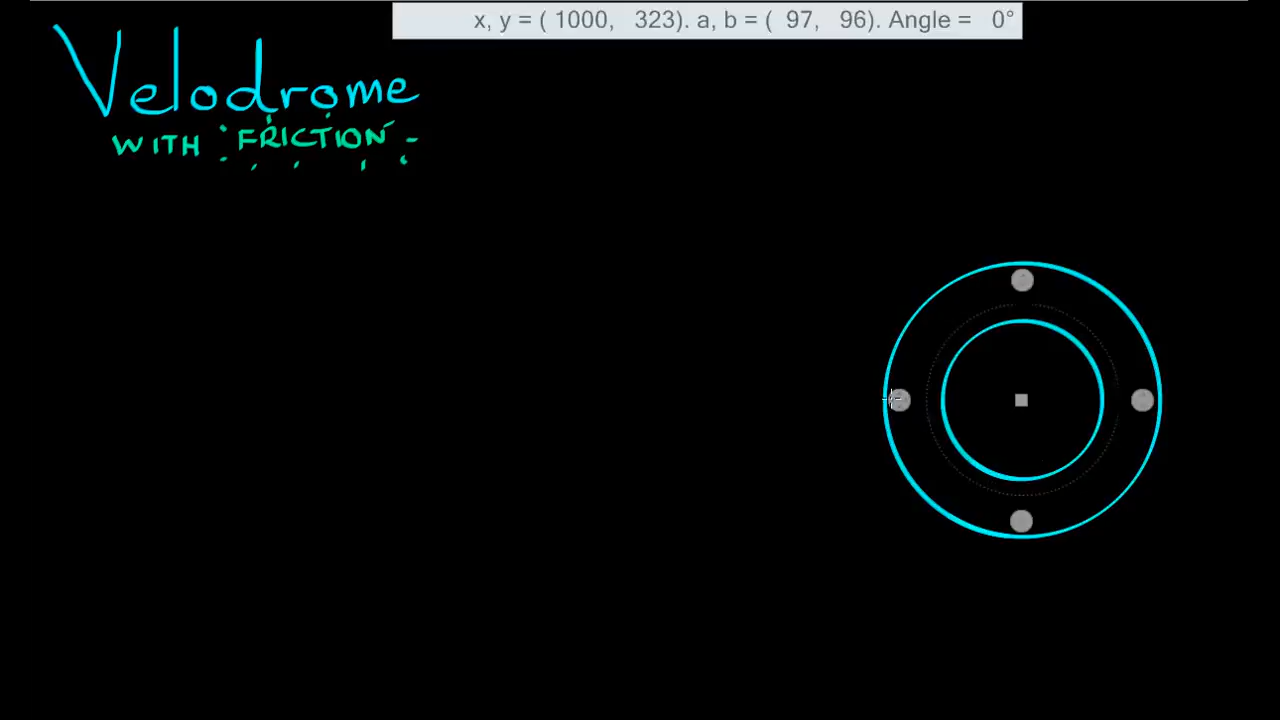 x, y = ( 1000, 323). a, b = ( 97, 96). Angle = 0°
Velodrome
WITH FRICTION